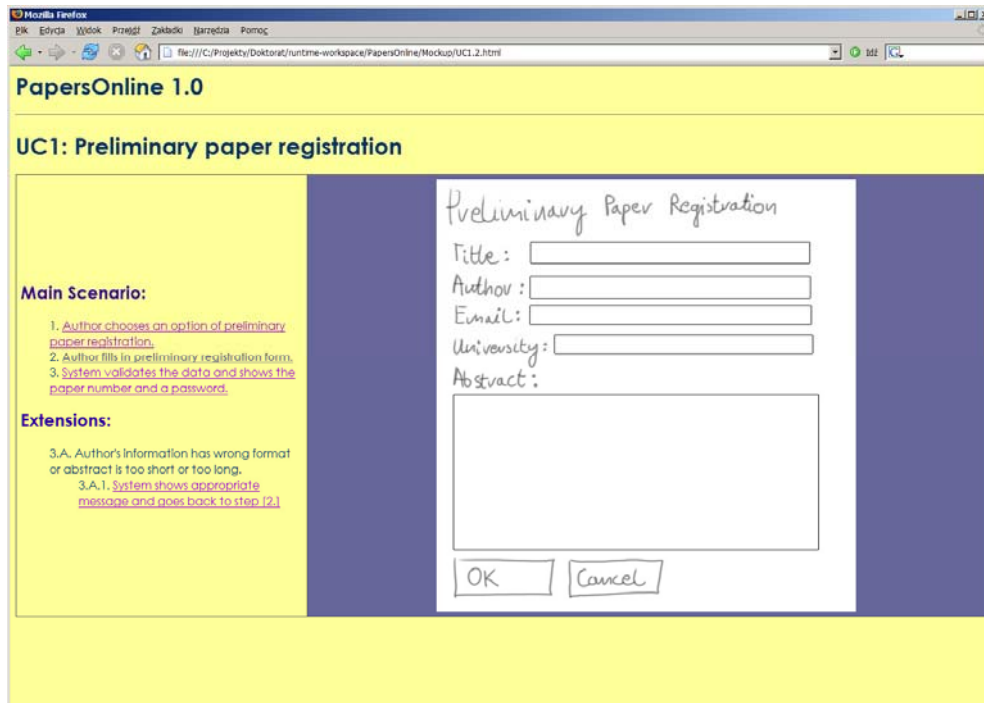 Mozilla Firefox
Plik Edycja Widok Przejdź Zakładki Narzędzia Pomoc
file:///C:/Projekty/Doktorat/runtime-workspace/PapersOnline/Mockup/UC1.2.html
PapersOnline 1.0
UC1: Preliminary paper registration
Main Scenario:
1. Author chooses an option of preliminary
paper registration.
2. Author fills in preliminary registration form.
3. System validates the data and shows the
paper number and a password.
Extensions:
3.A. Author's information has wrong format
or abstract is too short or too long.
3.A.1. System shows appropriate
message and goes back to step [2.]
Preliminary Paper Registration
Title:
Author:
Email:
University:
Abstract:
OK Cancel